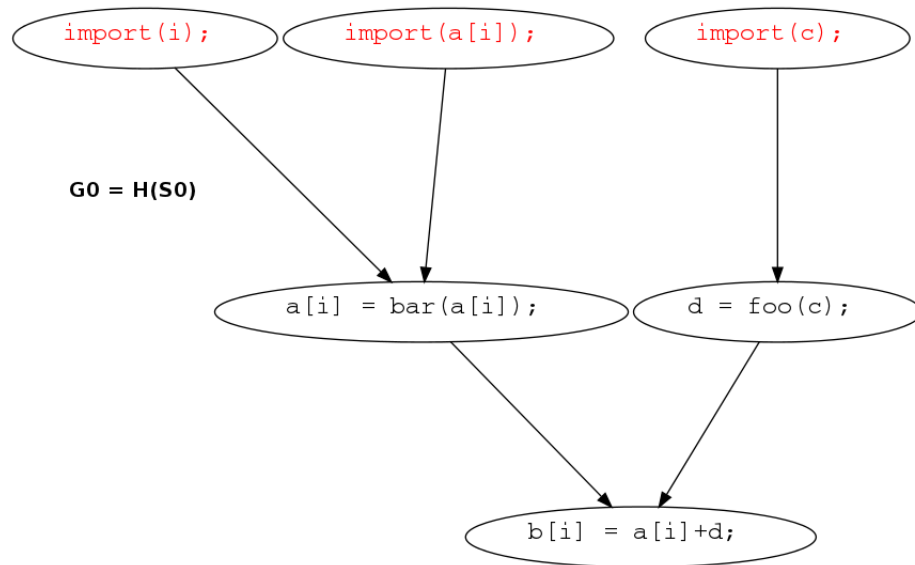 import(i);
import(a[i]);
import(c);
G0 = H(S0)
a[i] = bar(a[i]);
d = foo(c);
b[i] = a[i]+d;